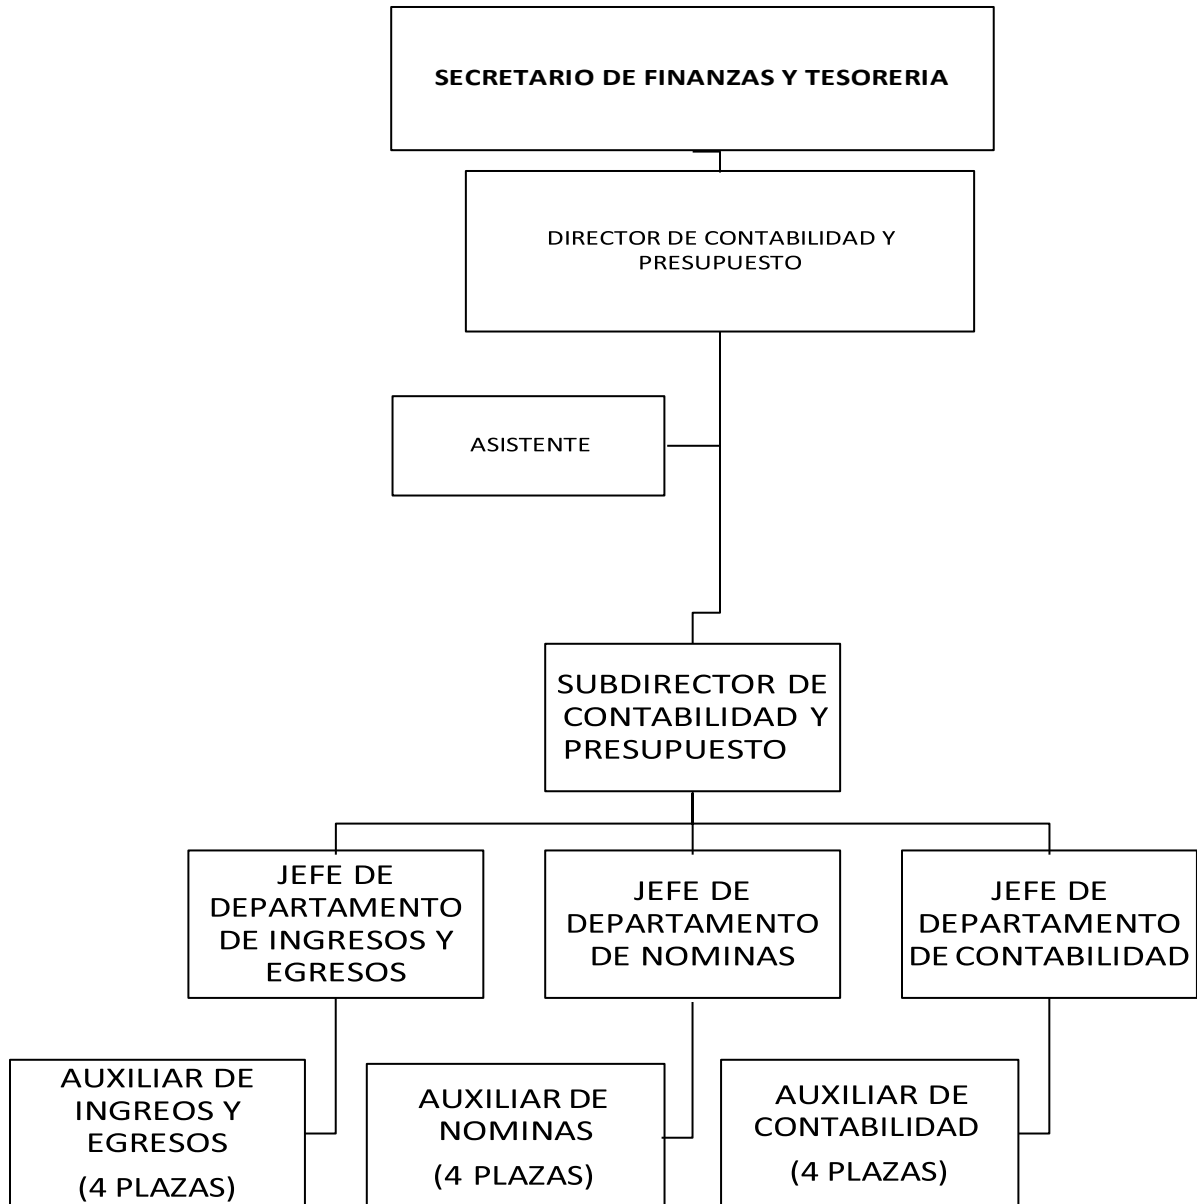 SECRETARIO DE FINANZAS Y TESORERIA
DIRECTOR DE CONTABILIDAD Y
PRESUPUESTO
ASISTENTE
SUBDIRECTOR DE
CONTABILIDAD Y
PRESUPUESTO
JEFE DE
DEPARTAMENTO
DE INGRESOS Y
EGRESOS
JEFE DE
DEPARTAMENTO
DE NOMINAS
JEFE DE
DEPARTAMENTO
DE CONTABILIDAD
AUXILIAR DE
INGREOS Y
EGRESOS
(4 PLAZAS)
AUXILIAR DE
NOMINAS
(4 PLAZAS)
AUXILIAR DE
CONTABILIDAD
(4 PLAZAS)